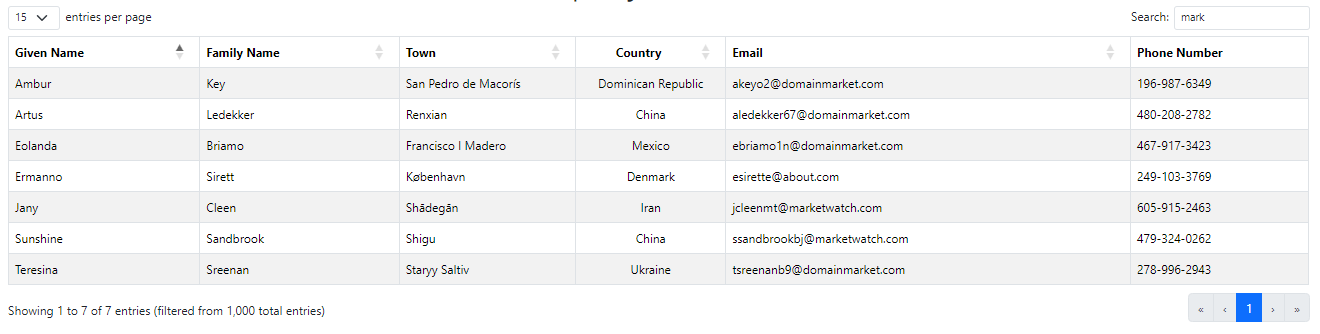 15 entries per page Search: mark
Given Name Family Name Town Country Email Phone Number
Ambur Key San Pedro de Macorís Dominican Republic akeyo2@domainmarket.com 196-987-6349
Artus Ledekker Renxian China aledekker67@domainmarket.com 480-208-2782
Eolanda Briamo Francisco I Madero Mexico ebriamo1n@domainmarket.com 467-917-3423
Ermanno Sirett København Denmark esirette@about.com 249-103-3769
Jany Cleen Shādegān Iran jcleenmt@marketwatch.com 605-915-2463
Sunshine Sandbrook Shigu China ssandbrookbj@marketwatch.com 479-324-0262
Teresina Sreenan Staryy Saltiv Ukraine tsreenanb9@domainmarket.com 278-996-2943
Showing 1 to 7 of 7 entries (filtered from 1,000 total entries) « ‹ 1 › »